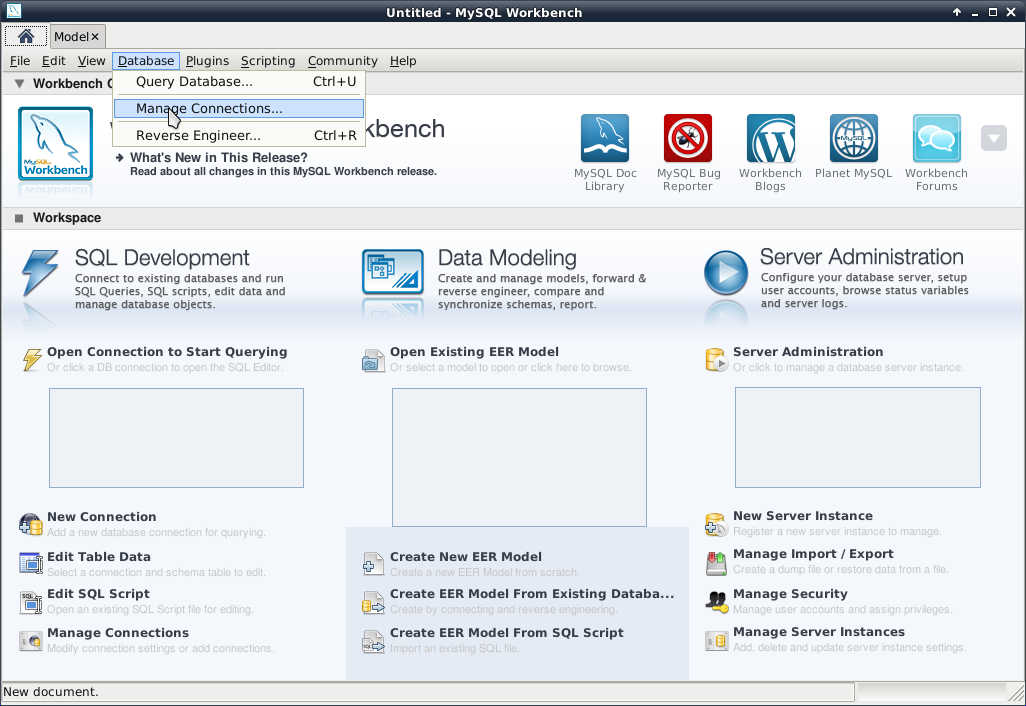 Untitled - MySQL Workbench
Model
File Edit View Database Plugins Scripting Community Help
Workbench
Query Database... Ctrl+U
Manage Connections... 
Reverse Engineer... Ctrl+R
MySQL
Workbench
What's New in This Release?
Read about all changes in this MySQL Workbench release.
MySQL Doc
Library
MySQL Bug
Reporter
Workbench
Blogs
MySQL
Planet MySQL
Workbench
Forums
Workspace
SQL Development
Connect to existing databases and run
SQL Queries, SQL scripts, edit data and
manage database objects.
Data Modeling
Create and manage models, forward &
reverse engineer, compare and
synchronize schemas, report.
Server Administration
Configure your database server, setup
user accounts, browse status variables
and server logs.
Open Connection to Start Querying
Or click a DB connection to open the SQL Editor.
Open Existing EER Model
Or select a model to open or click here to browse.
Server Administration
Or click to manage a database server instance.
New Connection
Add a new database connection for querying.
Edit Table Data
Select a connection and schema table to edit.
Edit SQL Script
Open an existing SQL Script file for editing.
Manage Connections
Modify connection settings or add connections.
Create New EER Model
Create a new EER Model from scratch.
Create EER Model From Existing Databa...
Create by connecting and reverse engineering.
Create EER Model From SQL Script
Import an existing SQL file.
New Server Instance
Register a new server instance to manage.
Manage Import / Export
Create a dump file or restore data from a file.
Manage Security
Manage user accounts and assign privileges.
Manage Server Instances
Add, delete and update server instance settings.
New document.